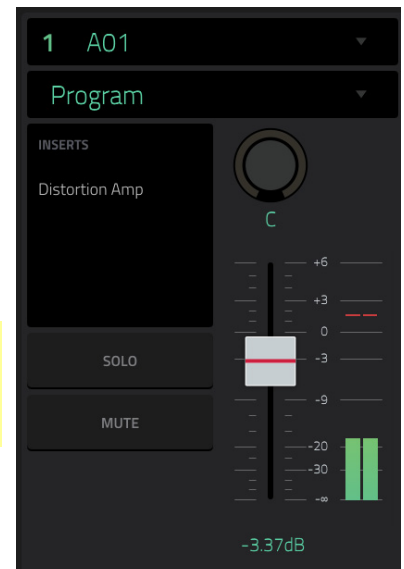 1 A01
Program
INSERTS
Distortion Amp
C
+6
+3
0
-3
-9
-20
-30
-∞
SOLO
MUTE
-3.37dB